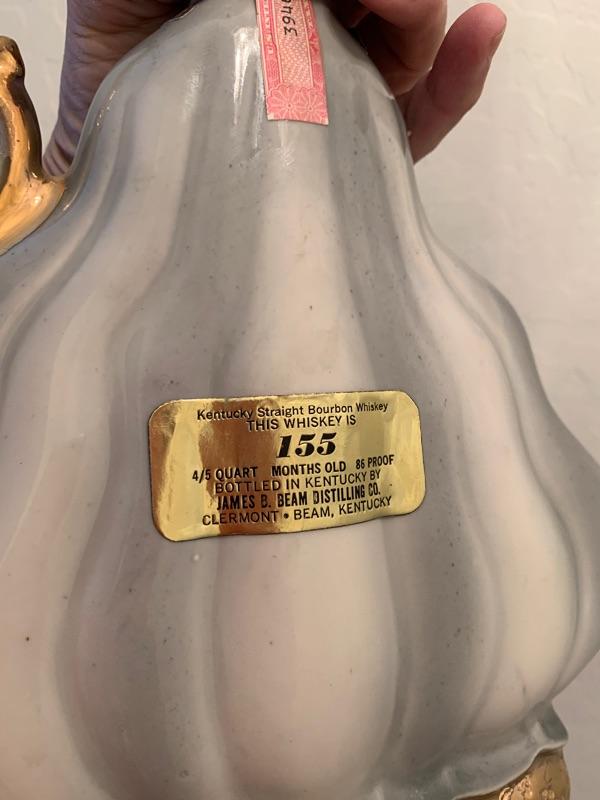 3946
Kentucky Straight Bourbon Whiskey
THIS WHISKEY IS
155
4/5 QUART MONTHS OLD 86 PROOF
BOTTLED IN KENTUCKY BY
JAMES B. BEAM DISTILLING CO.
CLERMONT • BEAM, KENTUCKY